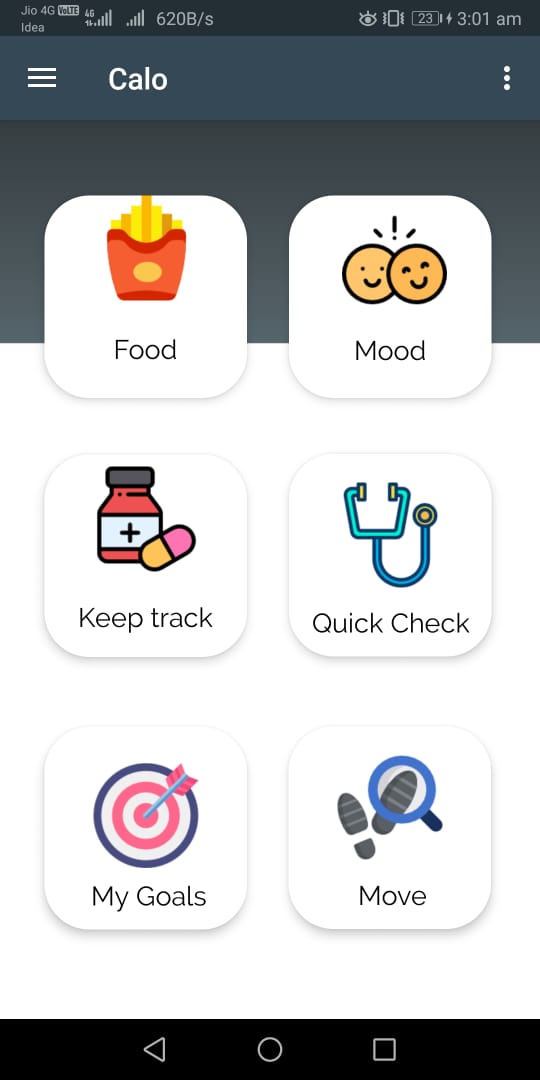 Jio 4G VoLTE 4G 620B/s 23 3:01 am
Idea
Calo
Food Mood
Keep track Quick Check
My Goals Move